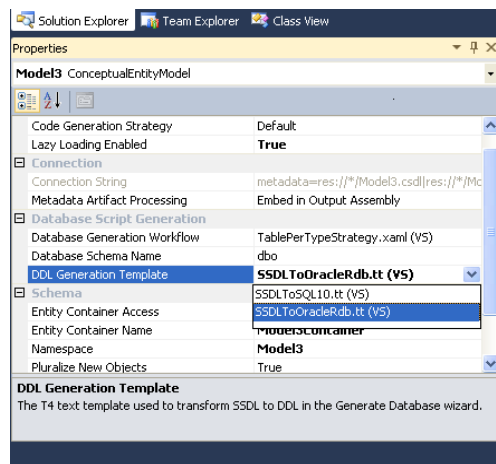 Solution Explorer Team Explorer Class View
Properties
Model3 ConceptualEntityModel
Code Generation Strategy Default
Lazy Loading Enabled True
Connection
Connection String metadata=res://*/Model3.csdl|res://*/Mc
Metadata Artifact Processing Embed in Output Assembly
Database Script Generation
Database Generation Workflow TablePerTypeStrategy.xaml (VS)
Database Schema Name dbo
DDL Generation Template SSDLToOracleRdb.tt (VS)
Schema SSDLToSQL10.tt (VS)
Entity Container Access SSDLToOracleRdb.tt (VS)
Entity Container Name Model3Container
Namespace Model3
Pluralize New Objects True
DDL Generation Template
The T4 text template used to transform SSDL to DDL in the Generate Database wizard.